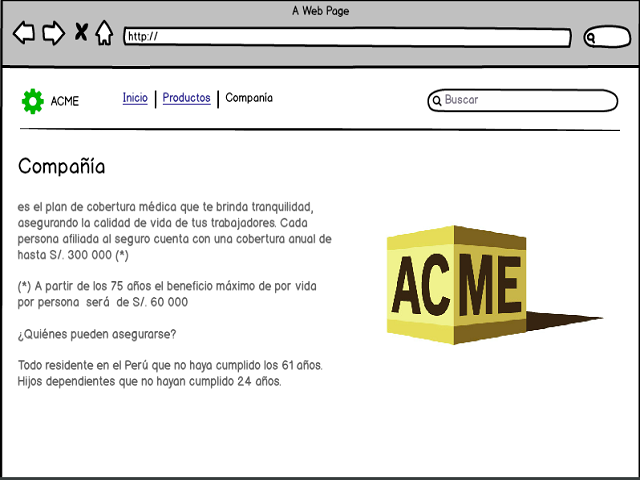 A Web Page
http://
ACME
Inicio
Productos
Companía
Buscar
Compañía
es el plan de cobertura médica que te brinda tranquilidad,
asegurando la calidad de vida de tus trabajadores. Cada
persona afiliada al seguro cuenta con una cobertura anual de
hasta S/. 300 000 (*)
(*) A partir de los 75 años el beneficio máximo de por vida
por persona será de S/. 60 000
¿Quiénes pueden asegurarse?
Todo residente en el Perú que no haya cumplido los 61 años.
Hijos dependientes que no hayan cumplido 24 años.
ACME